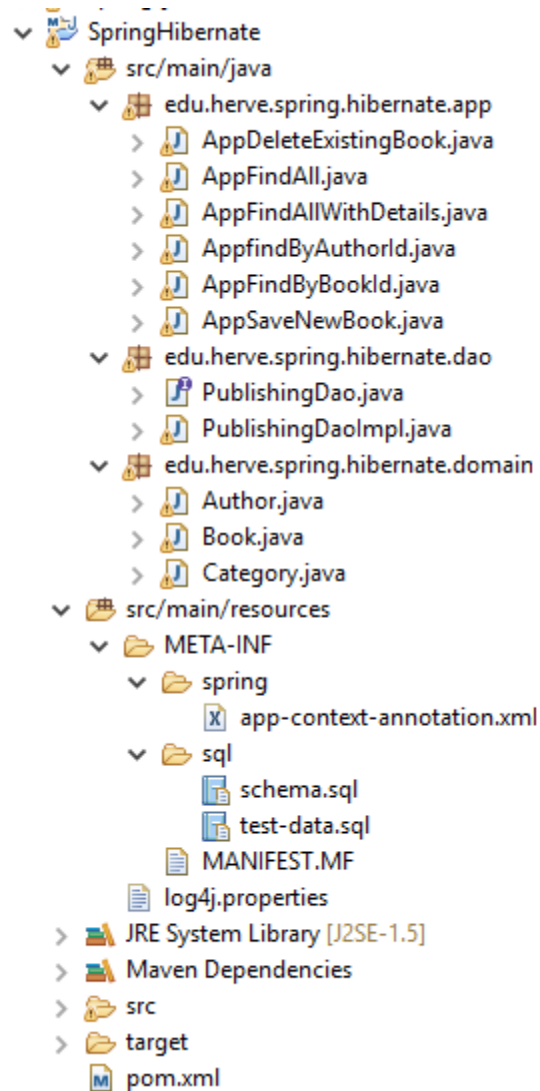 SpringHibernate
src/main/java
edu.herve.spring.hibernate.app
AppDeleteExistingBook.java
AppFindAll.java
AppFindAllWithDetails.java
AppfindByAuthorId.java
AppFindByBookId.java
AppSaveNewBook.java
edu.herve.spring.hibernate.dao
PublishingDao.java
PublishingDaoImpl.java
edu.herve.spring.hibernate.domain
Author.java
Book.java
Category.java
src/main/resources
META-INF
spring
app-context-annotation.xml
sql
schema.sql
test-data.sql
MANIFEST.MF
log4j.properties
JRE System Library [J2SE-1.5]
Maven Dependencies
src
target
pom.xml